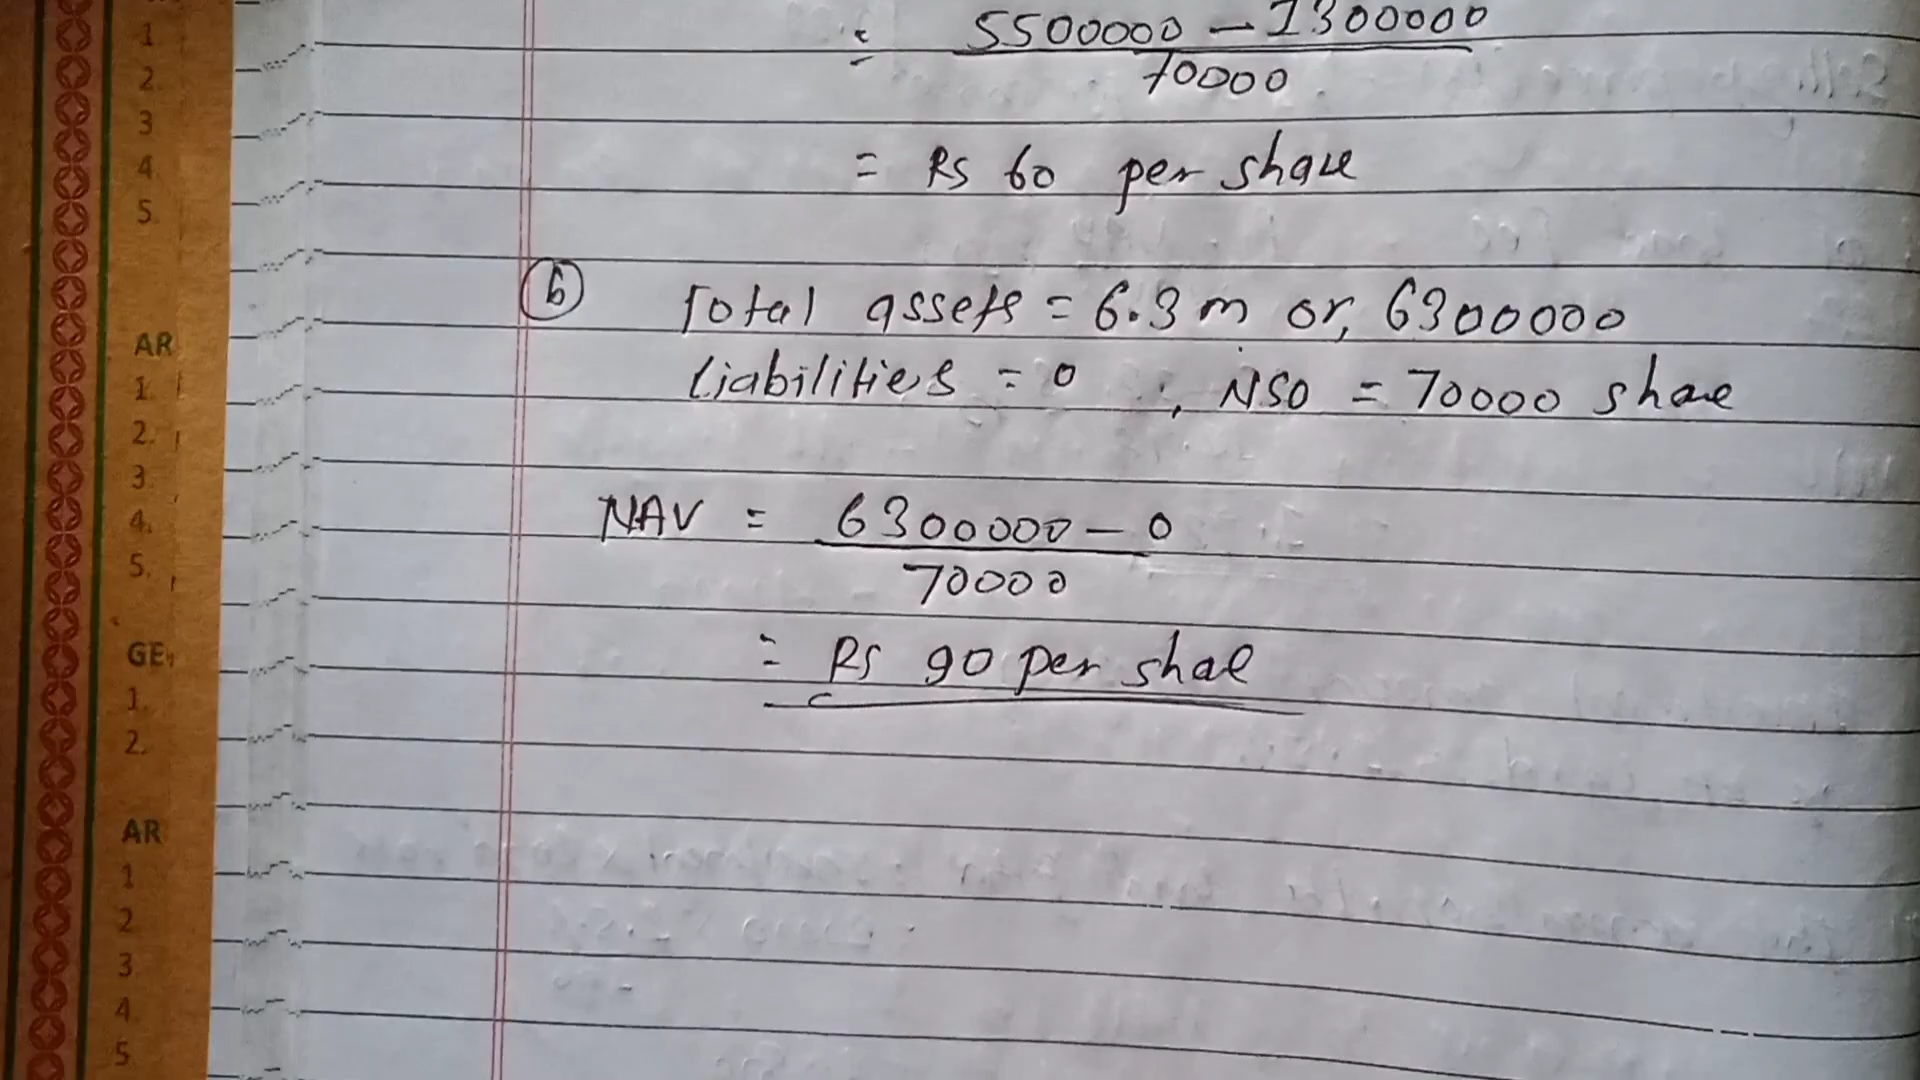 = 5500000 – 1300000
70000
= Rs 60 per share
b Total assets = 6.3 m or, 6300000
Liabilities = 0 , NSO = 70000 share
NAV = 6300000 – 0
70000
= Rs 90 per shae
1
2.
3
4.
5.
AR
1.
2.
3.
4.
5.
GE
1.
2.
AR
1
2
3.
4.
5